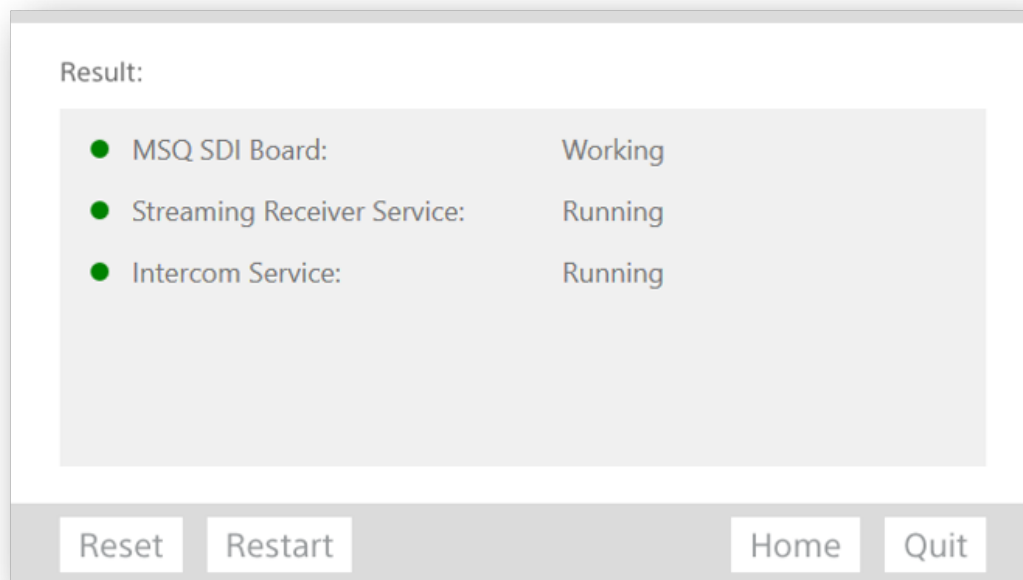 Result:
MSQ SDI Board: Working
Streaming Receiver Service: Running
Intercom Service: Running
Reset Restart Home Quit